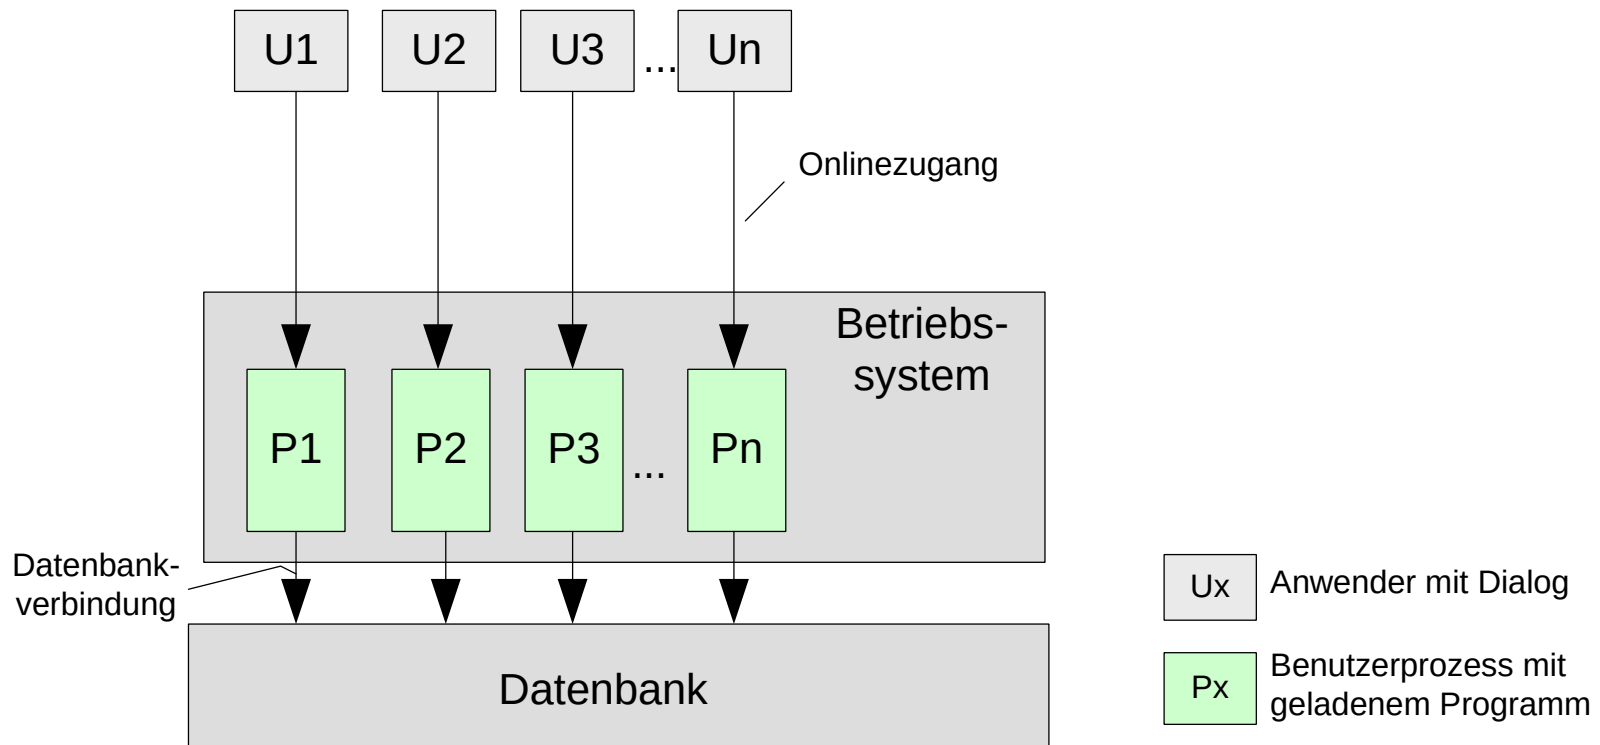 U1
U2
U3
...
Un
Onlinezugang
Betriebs-
system
P1
P2
P3
...
Pn
Datenbank-
verbindung
Datenbank
Ux
Anwender mit Dialog
Px
Benutzerprozess mit
geladenem Programm